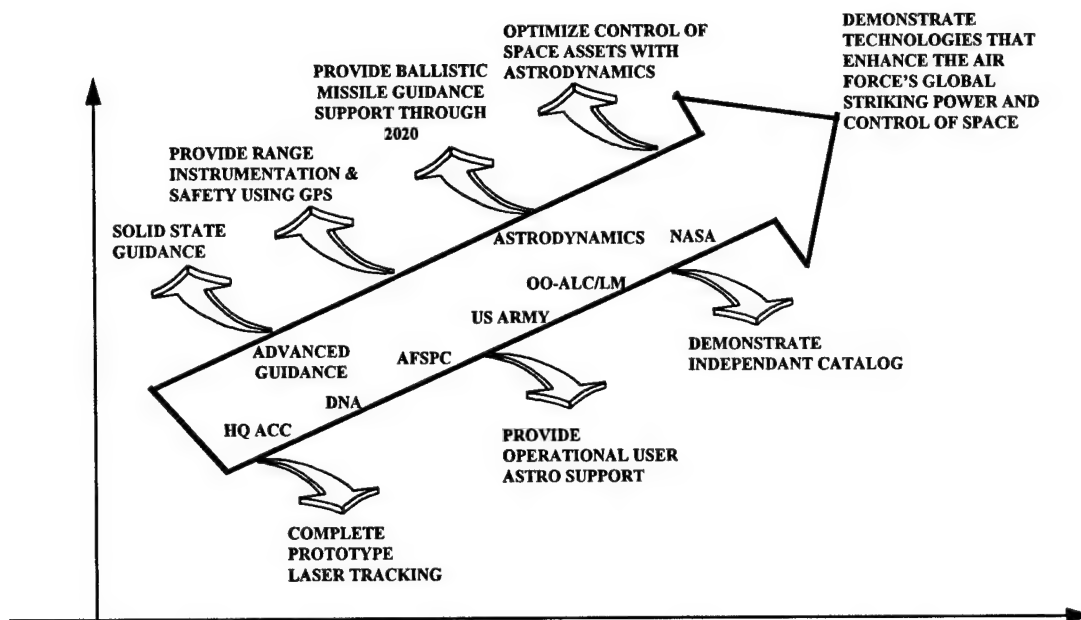 DEMONSTRATE
TECHNOLOGIES THAT
ENHANCE THE AIR
FORCE'S GLOBAL
STRIKING POWER AND
CONTROL OF SPACE
OPTIMIZE CONTROL OF
SPACE ASSETS WITH
ASTRODYNAMICS
PROVIDE BALLISTIC
MISSILE GUIDANCE
SUPPORT THROUGH
2020
PROVIDE RANGE
INSTRUMENTATION &
SAFETY USING GPS
SOLID STATE
GUIDANCE
ASTRODYNAMICS
NASA
OO-ALC/LM
US ARMY
AFSPC
ADVANCED
GUIDANCE
DNA
HQ ACC
DEMONSTRATE
INDEPENDANT CATALOG
PROVIDE
OPERATIONAL USER
ASTRO SUPPORT
COMPLETE
PROTOTYPE
LASER TRACKING